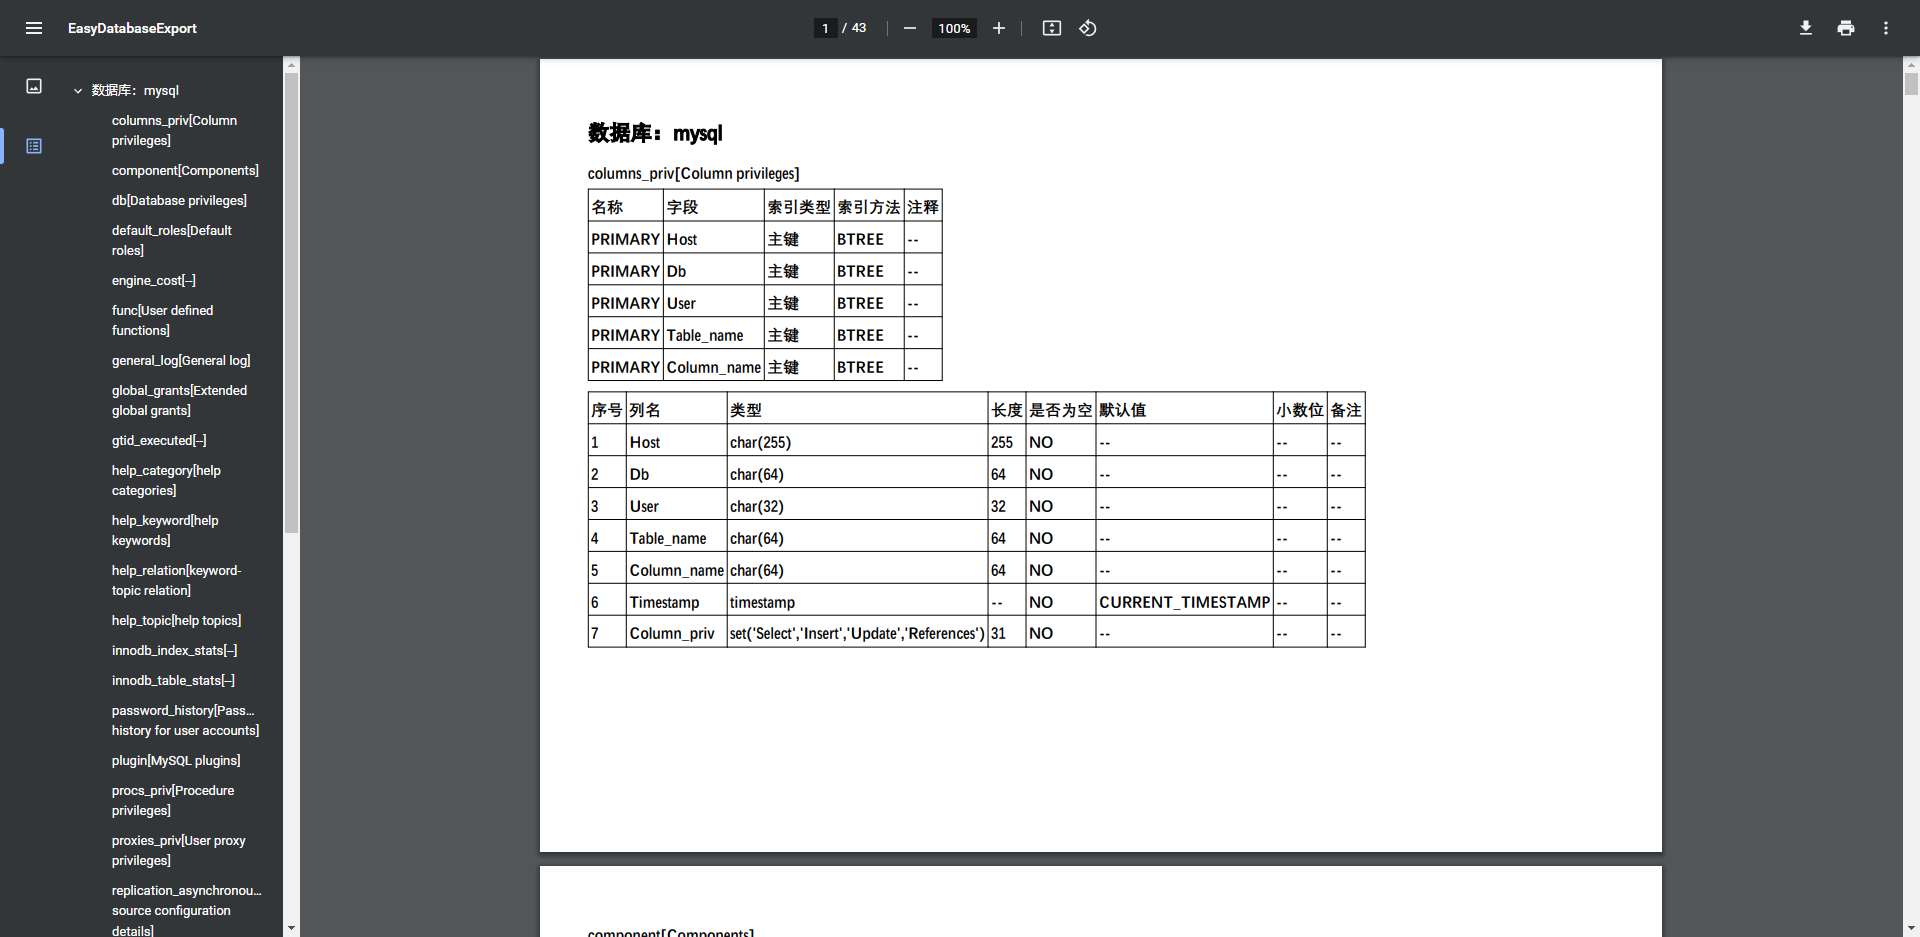 EasyDatabaseExport
1 / 43
100%
数据库：mysql
columns_priv[Column
privileges]
component[Components]
db[Database privileges]
default_roles[Default
roles]
engine_cost[--]
func[User defined
functions]
general_log[General log]
global_grants[Extended
global grants]
gtid_executed[--]
help_category[help
categories]
help_keyword[help
keywords]
help_relation[keyword-
topic relation]
help_topic[help topics]
innodb_index_stats[--]
innodb_table_stats[--]
password_history[Pass...
history for user accounts]
plugin[MySQL plugins]
procs_priv[Procedure
privileges]
proxies_priv[User proxy
privileges]
replication_asynchronou...
source configuration
details]
数据库：mysql
columns_priv[Column privileges]
名称 字段 索引类型 索引方法 注释
PRIMARY Host 主键 BTREE --
PRIMARY Db 主键 BTREE --
PRIMARY User 主键 BTREE --
PRIMARY Table_name 主键 BTREE --
PRIMARY Column_name 主键 BTREE --
序号 列名 类型 长度 是否为空 默认值 小数位 备注
1 Host char(255) 255 NO -- -- --
2 Db char(64) 64 NO -- -- --
3 User char(32) 32 NO -- -- --
4 Table_name char(64) 64 NO -- -- --
5 Column_name char(64) 64 NO -- -- --
6 Timestamp timestamp -- NO CURRENT_TIMESTAMP -- --
7 Column_priv set('Select','Insert','Update','References') 31 NO -- -- --
component[Components]